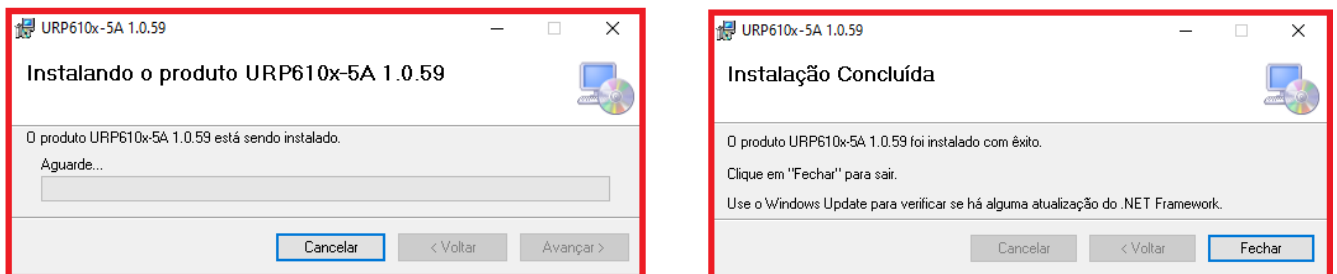 URP610x-5A 1.0.59
Instalando o produto URP610x-5A 1.0.59
O produto URP610x-5A 1.0.59 está sendo instalado.
Aguarde...
Cancelar
< Voltar
Avançar >
URP610x-5A 1.0.59
Instalação Concluída
O produto URP610x-5A 1.0.59 foi instalado com êxito.
Clique em "Fechar" para sair.
Use o Windows Update para verificar se há alguma atualização do .NET Framework.
Cancelar
< Voltar
Fechar